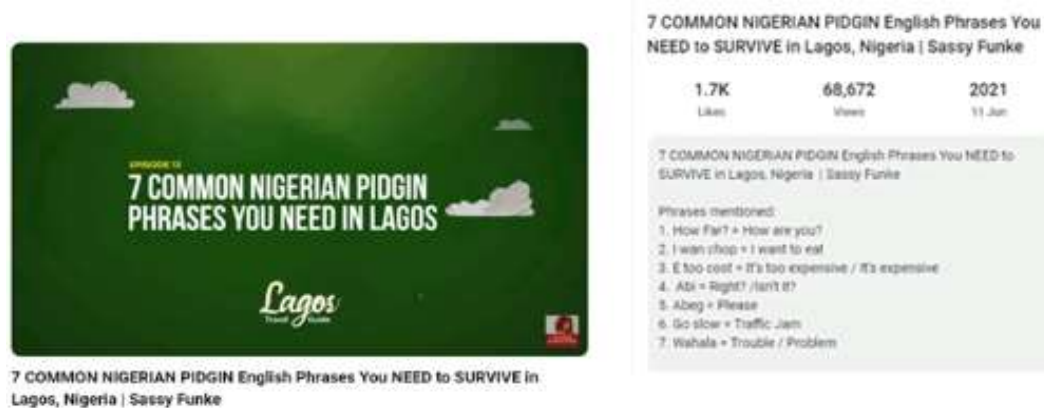 EPISODE 12
7 COMMON NIGERIAN PIDGIN
PHRASES YOU NEED IN LAGOS
Lagos
Travel Guide
7 COMMON NIGERIAN PIDGIN English Phrases You NEED to SURVIVE in
Lagos, Nigeria | Sassy Funke
7 COMMON NIGERIAN PIDGIN English Phrases You
NEED to SURVIVE in Lagos, Nigeria | Sassy Funke
1.7K 68,672 2021
Likes Views 11 Jun
7 COMMON NIGERIAN PIDGIN English Phrases You NEED to
SURVIVE in Lagos, Nigeria | Sassy Funke
Phrases mentioned:
1. How Far? = How are you?
2. I wan chop = I want to eat
3. E too cost = It's too expensive / It's expensive
4. Abi = Right? /Isn't it?
5. Abeg = Please
6. Go slow = Traffic Jam
7. Wahala = Trouble / Problem